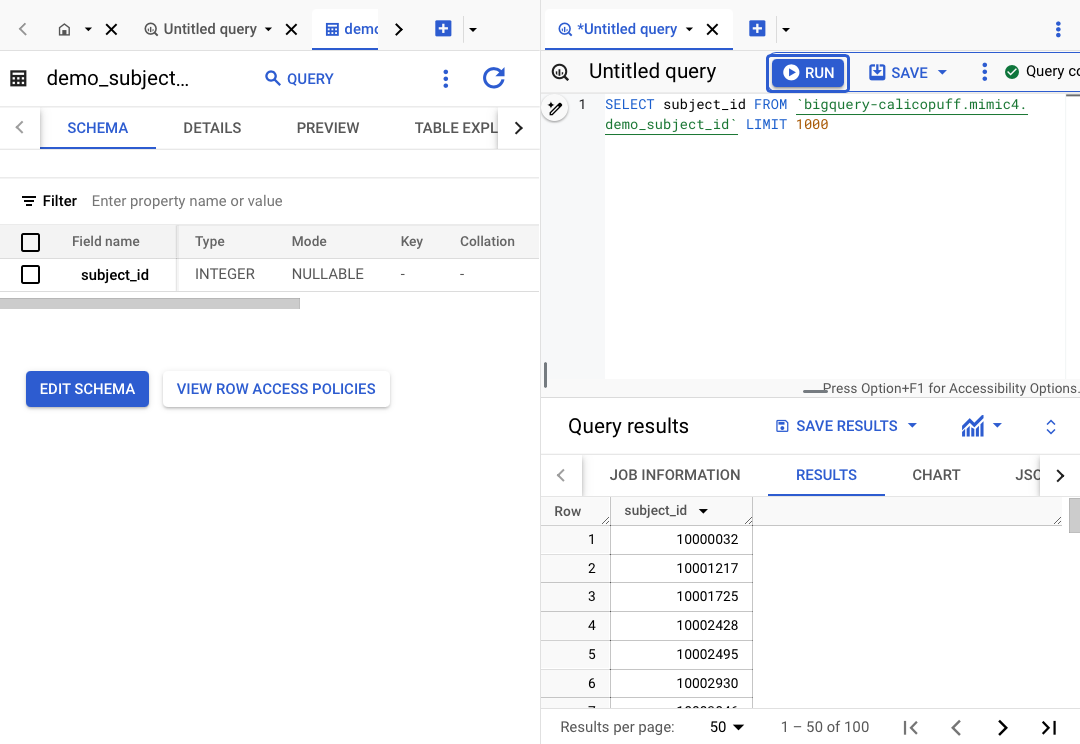 Untitled query
demo
demo_subject...
QUERY
SCHEMA DETAILS PREVIEW TABLE EXPL
Filter Enter property name or value
Field name Type Mode Key Collation
subject_id INTEGER NULLABLE - -
EDIT SCHEMA VIEW ROW ACCESS POLICIES
*Untitled query
Untitled query RUN SAVE Query co
1 SELECT subject_id FROM `bigquery-calicopuff.mimic4.
demo_subject_id` LIMIT 1000
Press Option+F1 for Accessibility Options.
Query results SAVE RESULTS
JOB INFORMATION RESULTS CHART JSO
Row subject_id
1 10000032
2 10001217
3 10001725
4 10002428
5 10002495
6 10002930
Results per page: 50 1 – 50 of 100